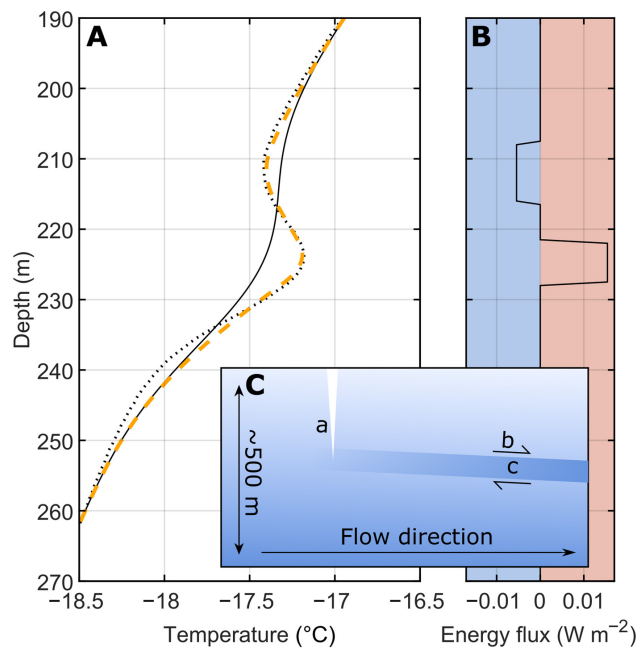 A
B
190
200
210
220
230
240
250
260
270
Depth (m)
C
a
b
c
~500 m
Flow direction
−18.5
−18
−17.5
−17
−16.5
−0.01
0
0.01
Temperature (°C)
Energy flux (W m⁻²)